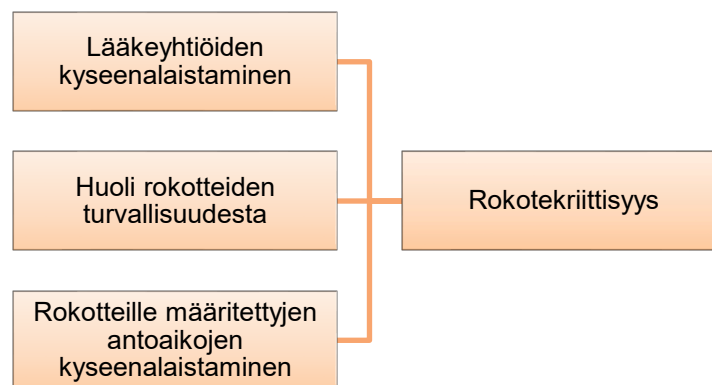 Lääkeyhtiöiden
kyseenalaistaminen
Huoli rokotteiden
turvallisuudesta
Rokotekriittisyys
Rokotteille määritettyjen
antoaikojen
kyseenalaistaminen